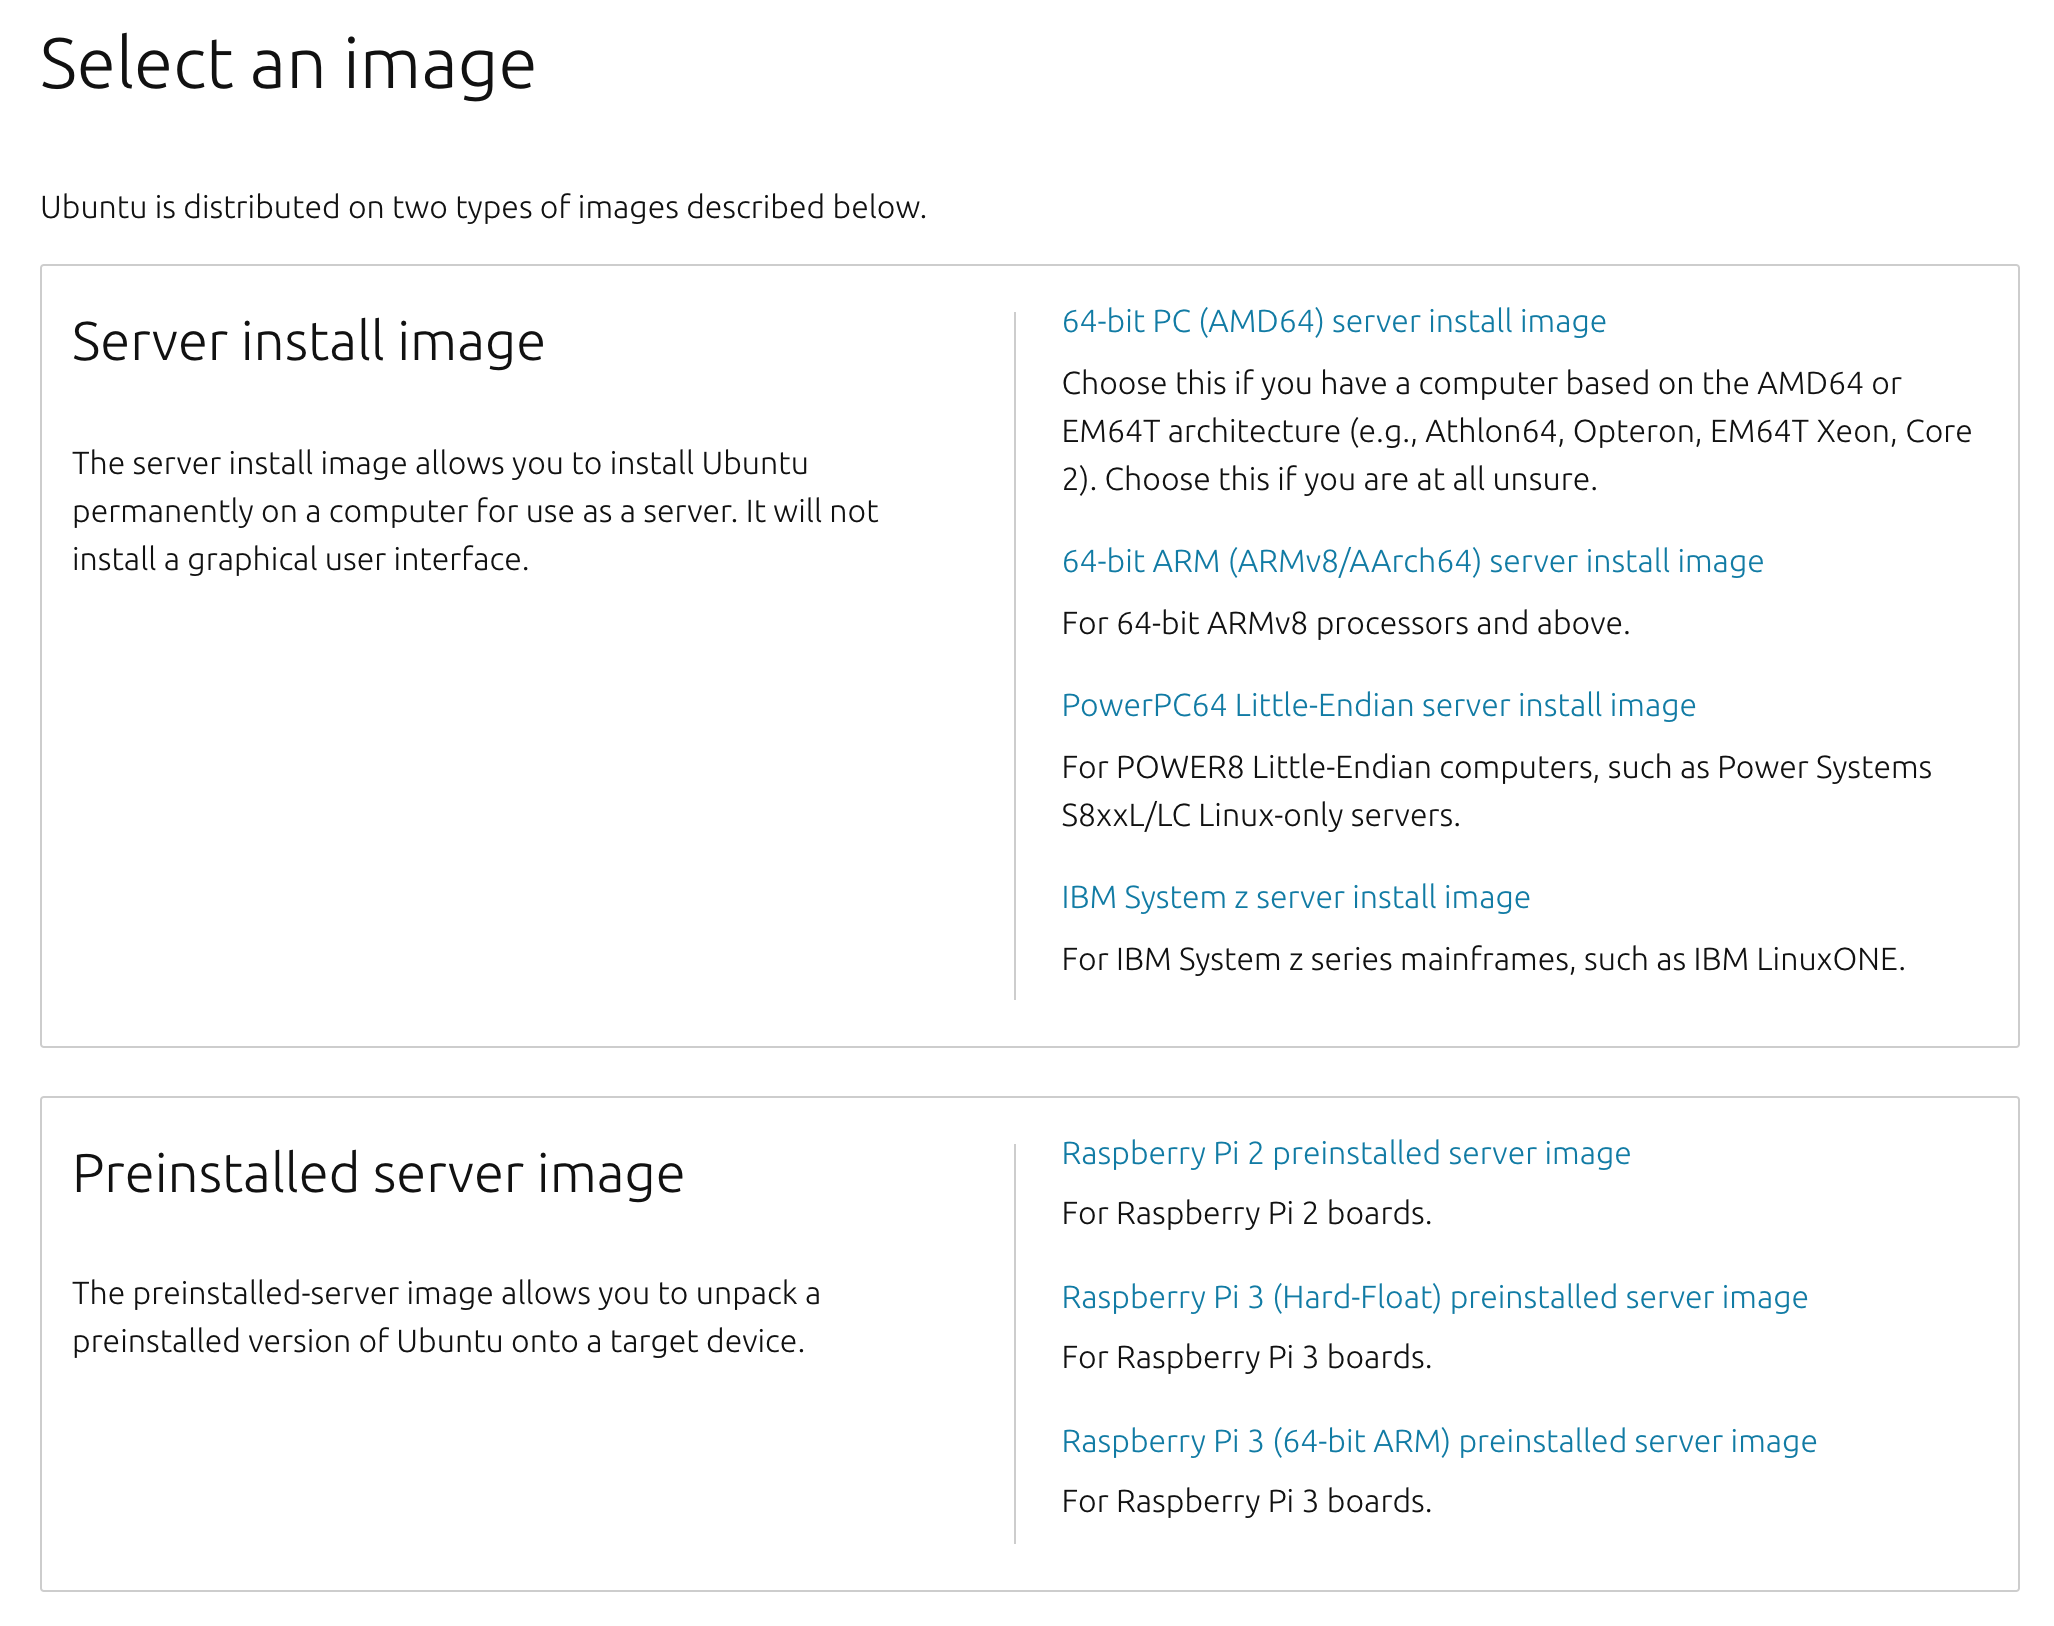 Select an image
Ubuntu is distributed on two types of images described below.
Server install image
The server install image allows you to install Ubuntu
permanently on a computer for use as a server. It will not
install a graphical user interface.
64-bit PC (AMD64) server install image
Choose this if you have a computer based on the AMD64 or
EM64T architecture (e.g., Athlon64, Opteron, EM64T Xeon, Core
2). Choose this if you are at all unsure.
64-bit ARM (ARMv8/AArch64) server install image
For 64-bit ARMv8 processors and above.
PowerPC64 Little-Endian server install image
For POWER8 Little-Endian computers, such as Power Systems
S8xxL/LC Linux-only servers.
IBM System z server install image
For IBM System z series mainframes, such as IBM LinuxONE.
Preinstalled server image
The preinstalled-server image allows you to unpack a
preinstalled version of Ubuntu onto a target device.
Raspberry Pi 2 preinstalled server image
For Raspberry Pi 2 boards.
Raspberry Pi 3 (Hard-Float) preinstalled server image
For Raspberry Pi 3 boards.
Raspberry Pi 3 (64-bit ARM) preinstalled server image
For Raspberry Pi 3 boards.